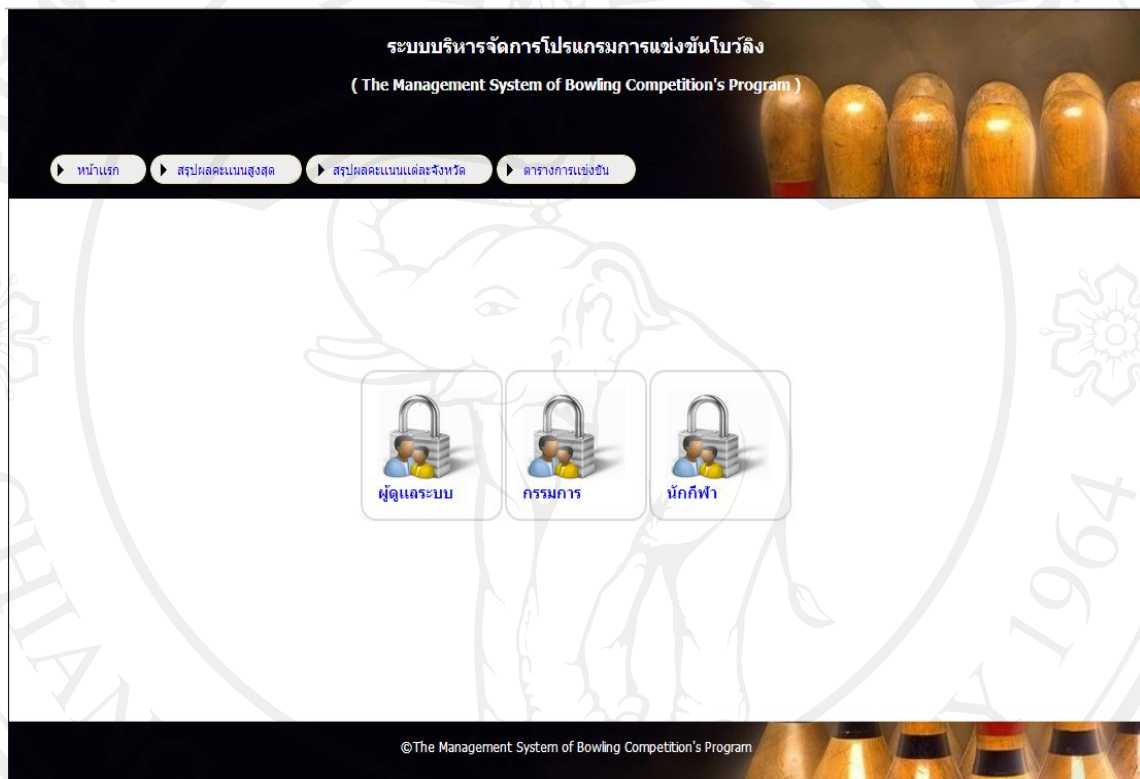 ระบบบริหารจัดการโปรแกรมการแข่งขันโบว์ลิง
( The Management System of Bowling Competition's Program )
หน้าแรก สรุปผลคะแนนสูงสุด สรุปผลคะแนนแต่ละจังหวัด ตารางการแข่งขัน
ผู้ดูแลระบบ กรรมการ นักกีฬา
©The Management System of Bowling Competition's Program
CHIANG
Y 1964